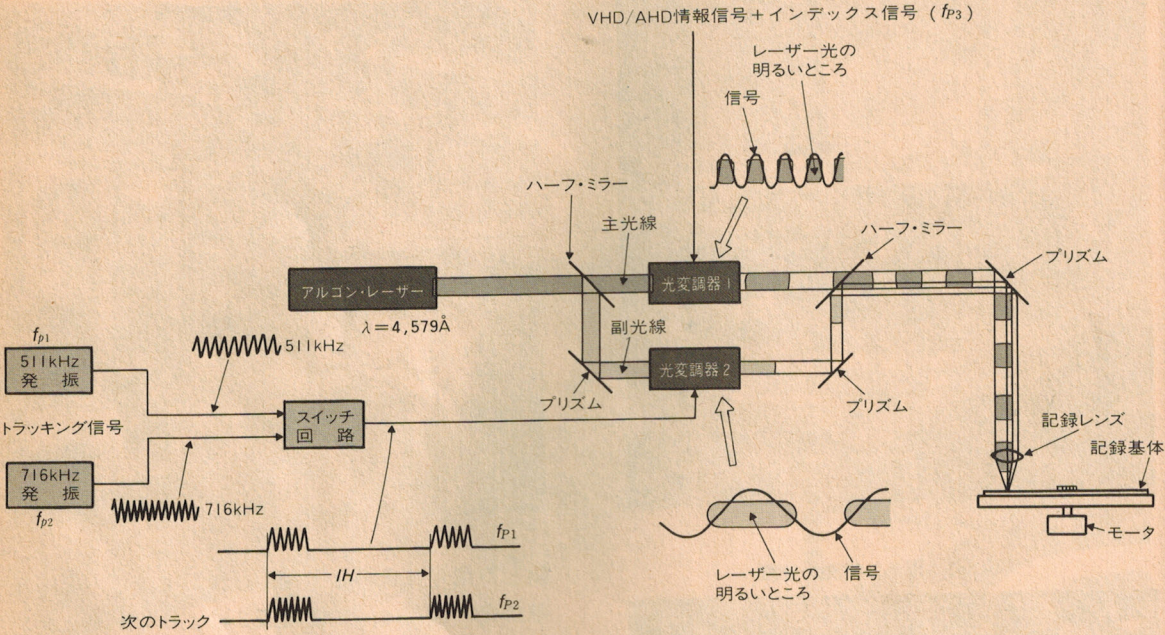 VHD/AHD情報信号+インデックス信号（fP3）
レーザー光の
明るいところ
信号
ハーフ・ミラー
主光線
ハーフ・ミラー
プリズム
アルゴン・レーザー
光変調器1
λ=4,579Å
副光線
fp1
511kHz
発　振
511kHz
光変調器2
プリズム
プリズム
トラッキング信号
スイッチ
回　路
記録レンズ
記録基体
716kHz
発　振
716kHz
fp2
モータ
fP1
1H
レーザー光の
明るいところ
信号
fP2
次のトラック